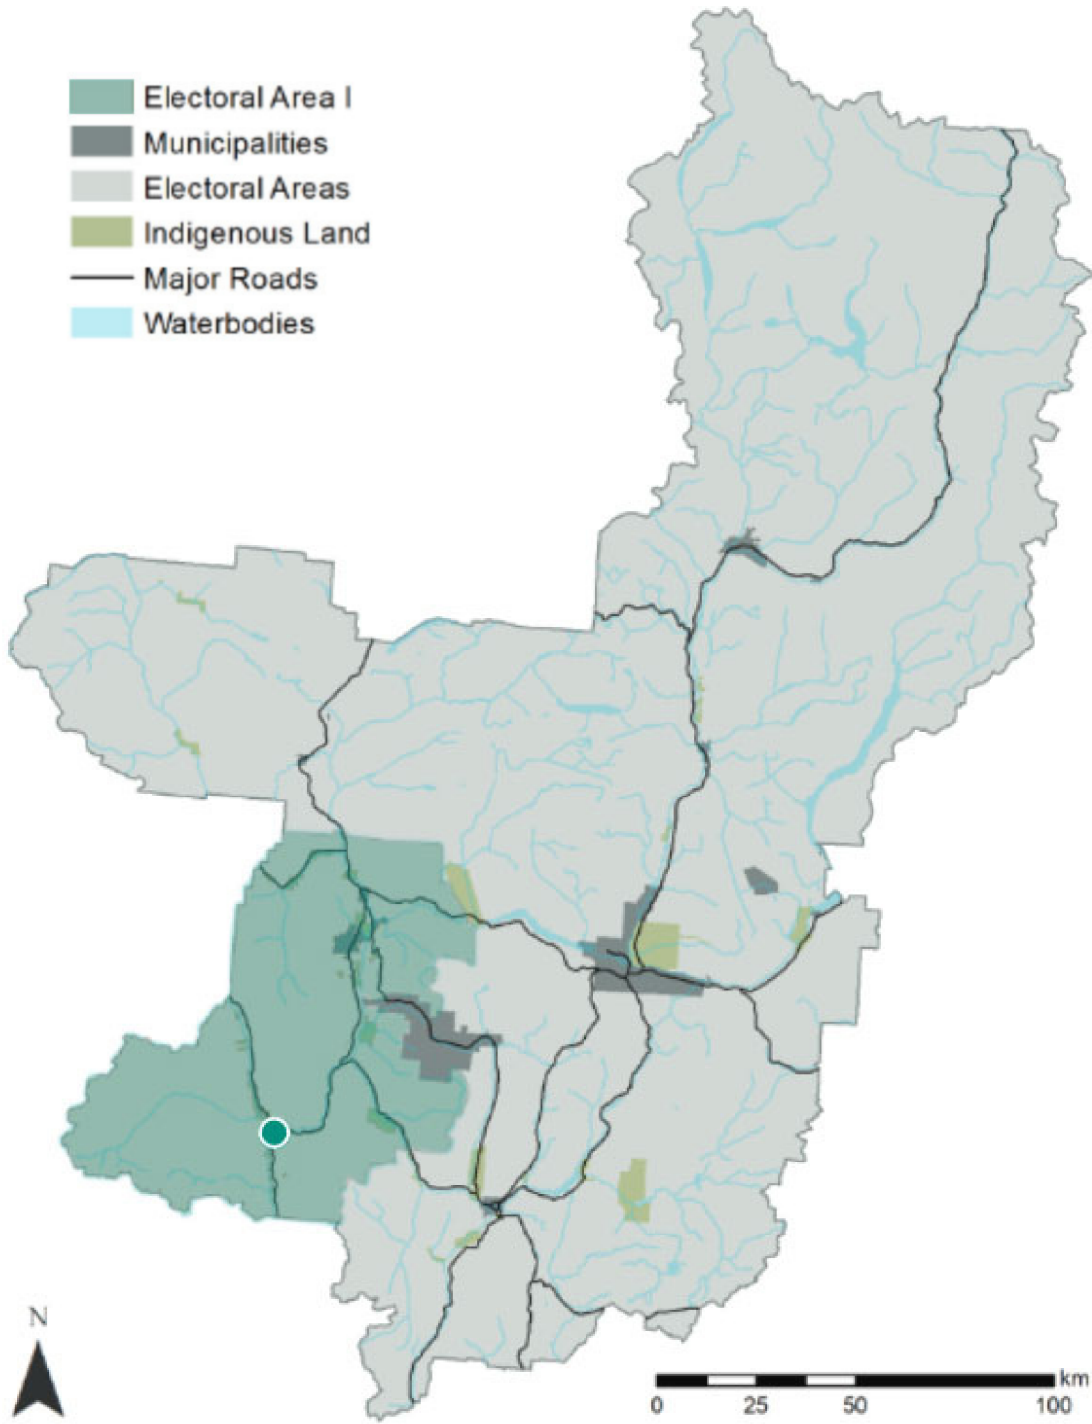 Electoral Area I
Municipalities
Electoral Areas
Indigenous Land
Major Roads
Waterbodies
N
km
0 25 50 100